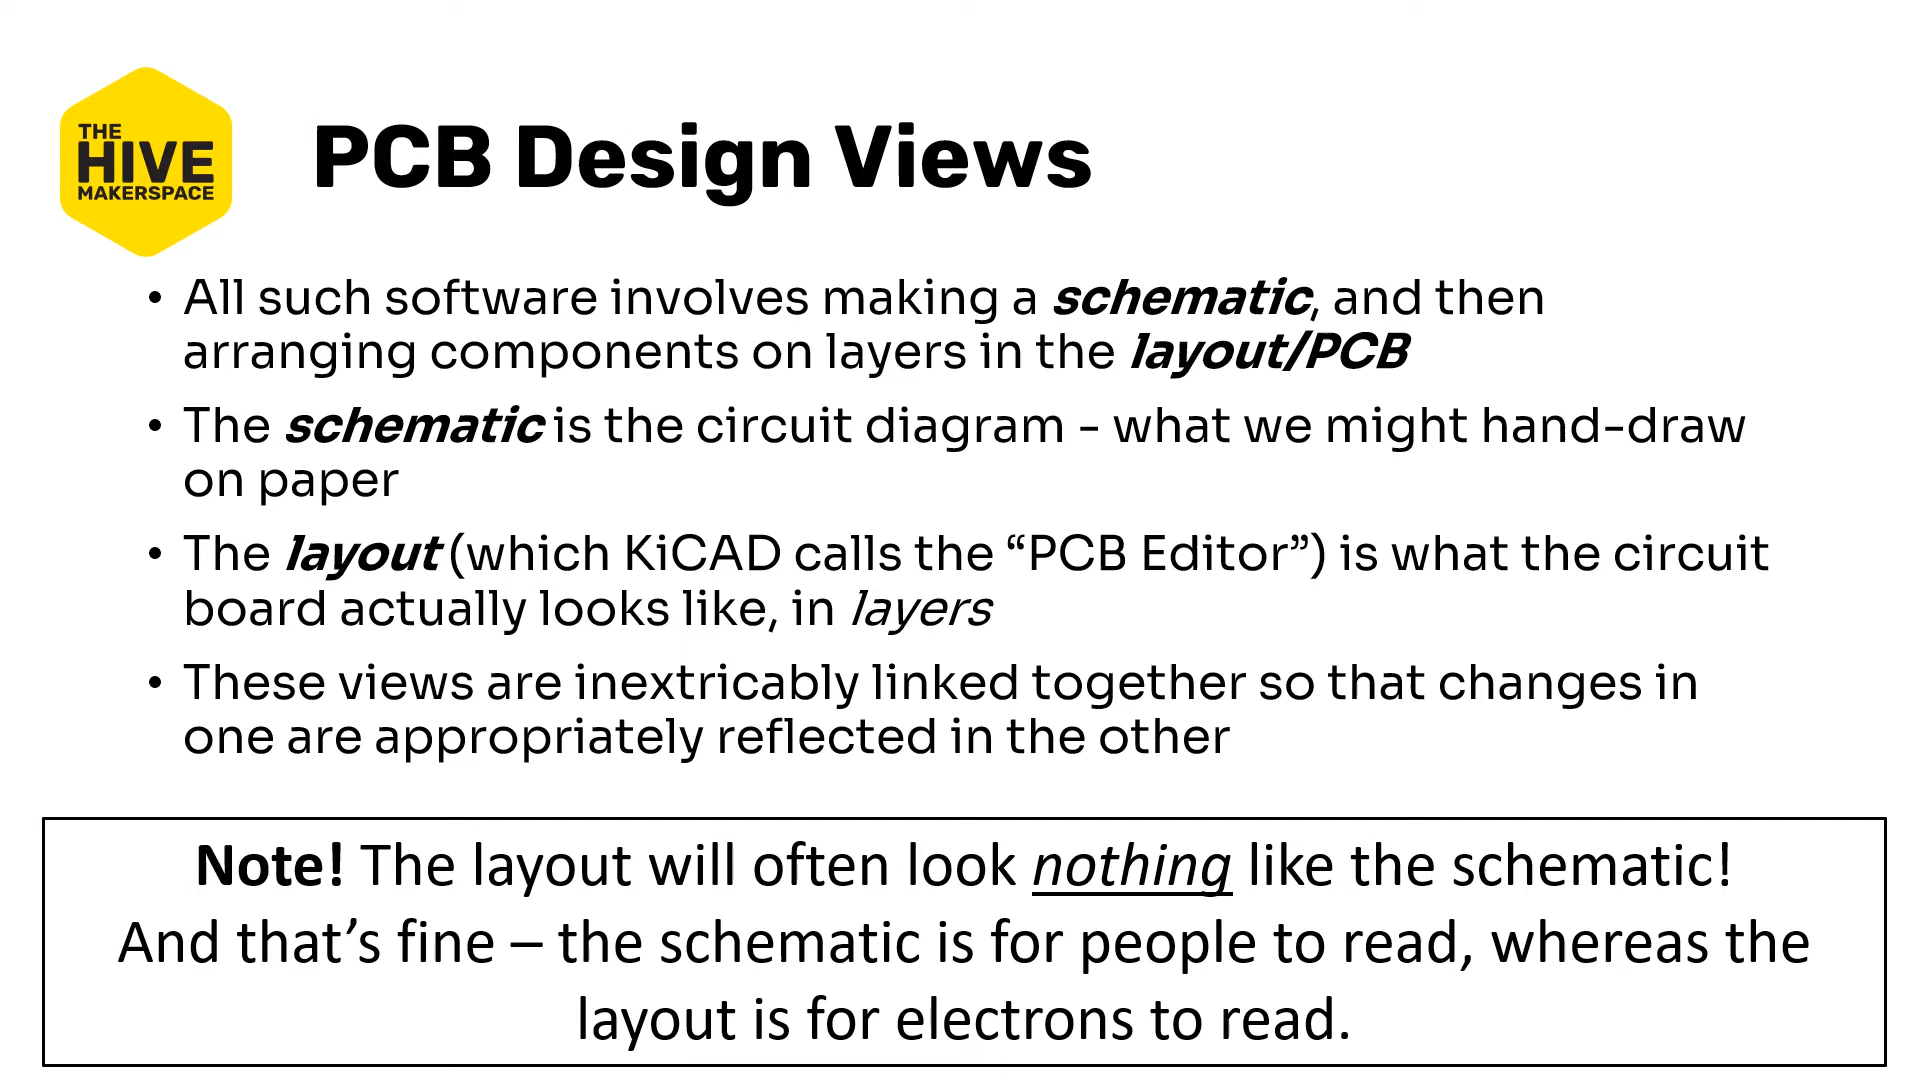 THE
HIVE
MAKERSPACE
PCB Design Views
• All such software involves making a schematic, and then
arranging components on layers in the layout/PCB
• The schematic is the circuit diagram - what we might hand-draw
on paper
• The layout (which KiCAD calls the “PCB Editor”) is what the circuit
board actually looks like, in layers
• These views are inextricably linked together so that changes in
one are appropriately reflected in the other
Note! The layout will often look nothing like the schematic!
And that’s fine – the schematic is for people to read, whereas the
layout is for electrons to read.